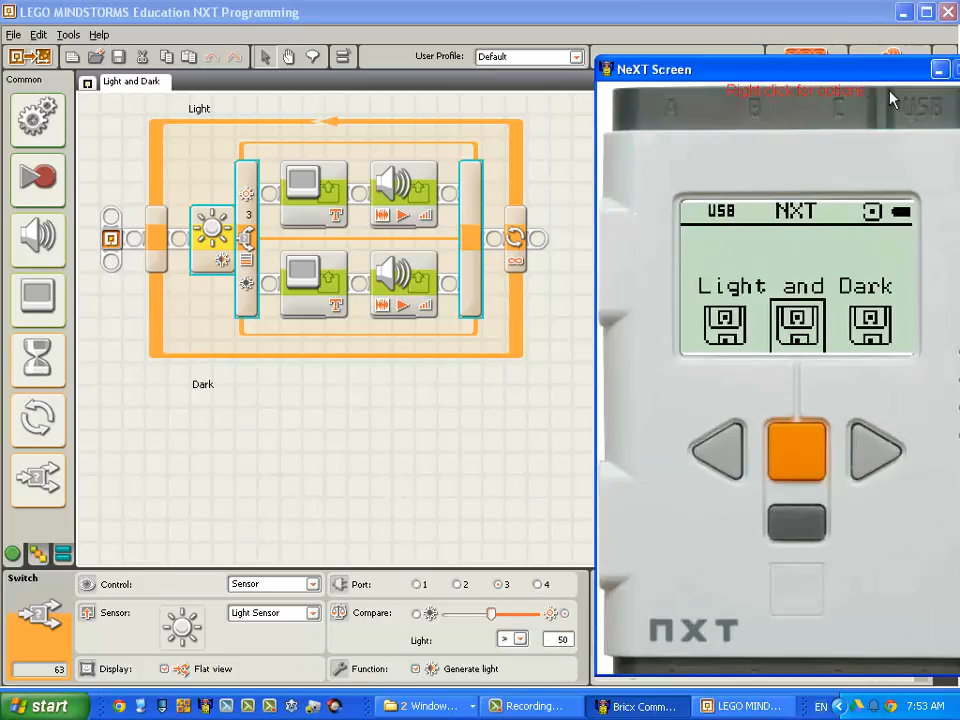 LEGO MINDSTORMS Education NXT Programming
File Edit Tools Help
User Profile: Default
Common
Light and Dark
NeXT Screen
Right click for options
A B C USB
Light
3
T
T
63
Dark
USB NXT
Light and Dark
nxt
Switch
Control: Sensor
Port: 1 2 3 4
Sensor: Light Sensor
Compare:
Light: > 50
Display: Flat view
Function: Generate light
start
2 Window...
Recording...
Bricx Comm...
LEGO MIND...
EN
7:53 AM